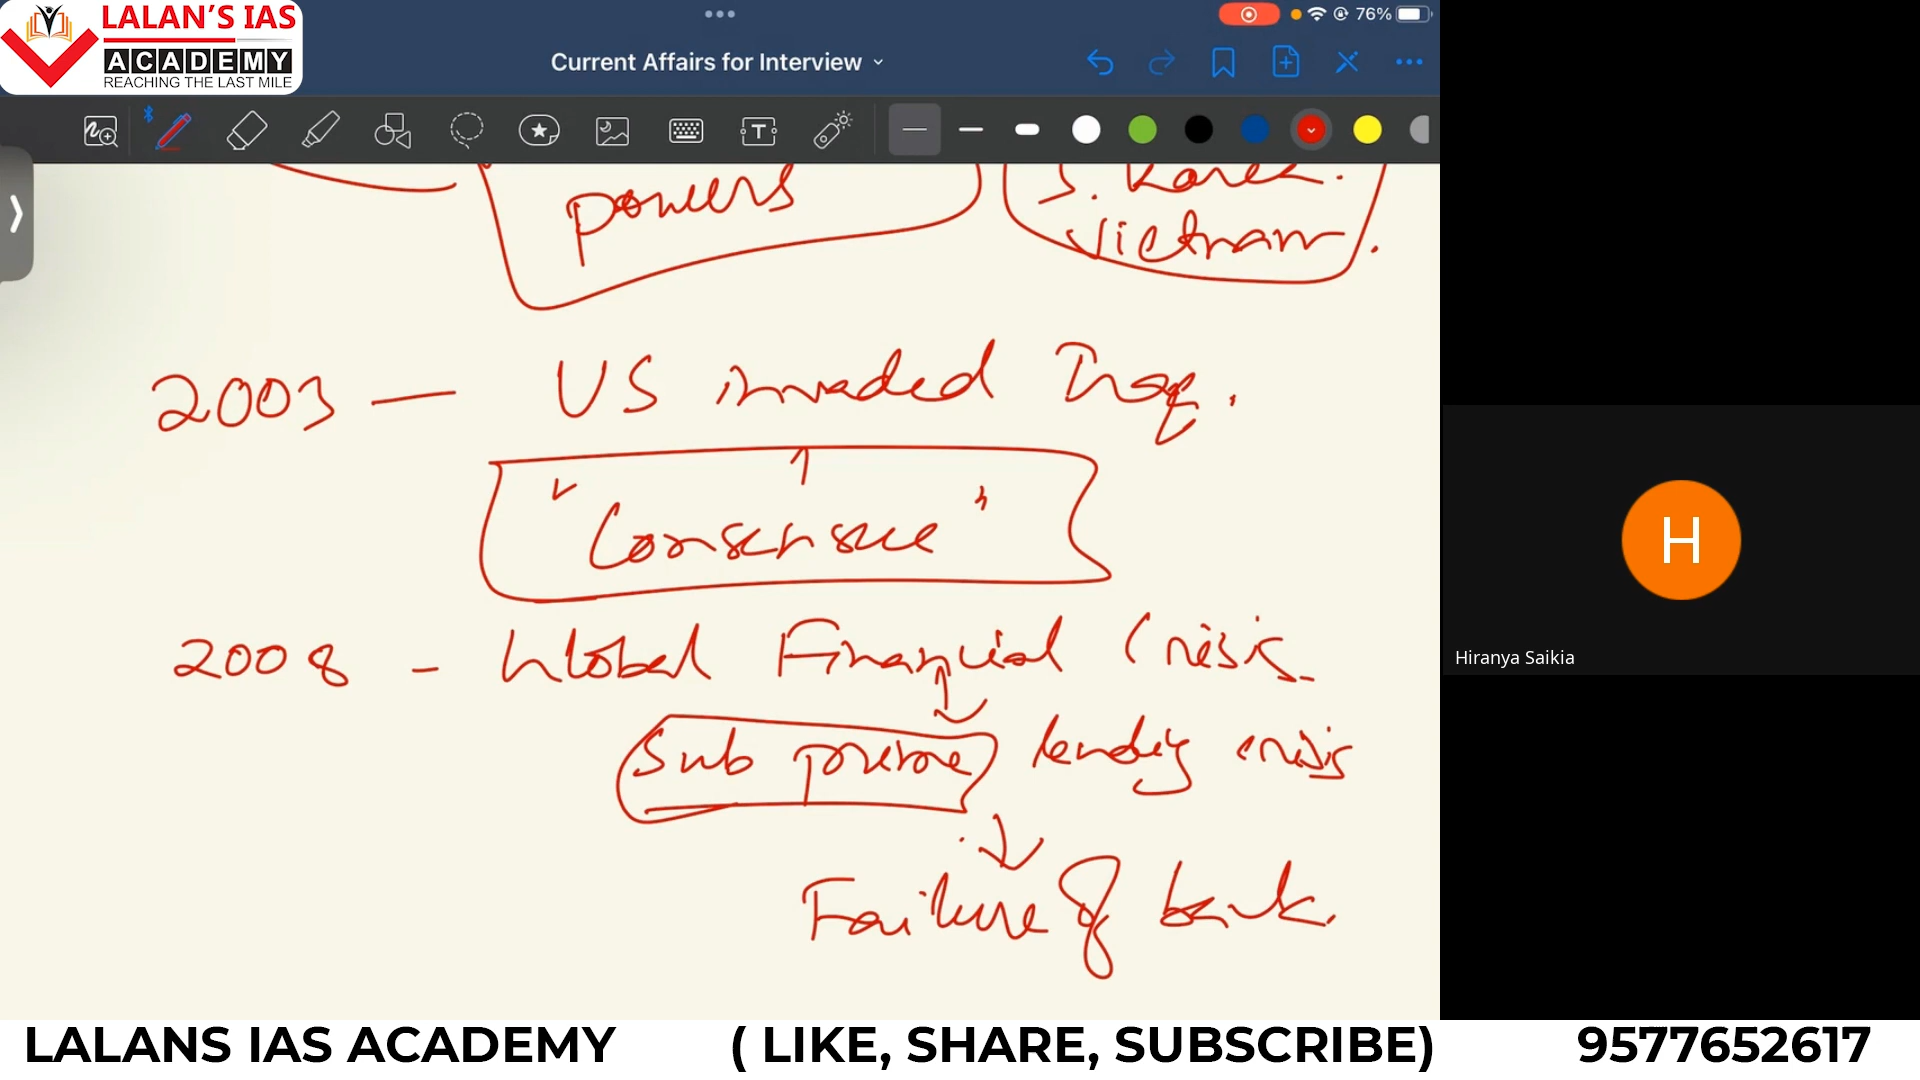 LALAN'S IAS
ACADEMY
REACHING THE LAST MILE
76%
Current Affairs for Interview
T
powers
S. Korea.
Vietnam.
2003 — US invaded Iraq.
"Consensus"
2008 - Global Financial Crisis.
Sub prime lending crisis
Failure of bank.
H
Hiranya Saikia
LALANS IAS ACADEMY ( LIKE, SHARE, SUBSCRIBE) 9577652617